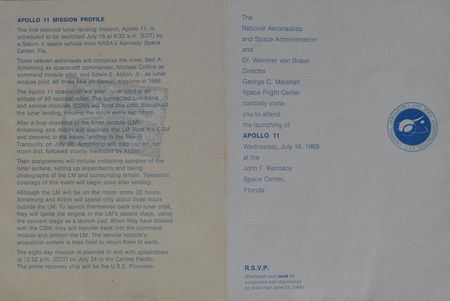 APOLLO 11 MISSION PROFILE
The first manned lunar landing mission, Apollo 11, is
scheduled to be launched July 16 at 9:32 a.m. (EDT) by
a Saturn V space vehicle from NASA's Kennedy Space
Center, Fla.
Three veteran astronauts will comprise the crew: Neil A.
Armstrong as spacecraft commander, Michael Collins as
command module pilot, and Edwin E. Aldrin, Jr., as lunar
module pilot. All three flew on Gemini missions in 1966.
The Apollo 11 spacecraft will enter lunar orbit at an
altitude of 60 nautical miles. The connected command
and service modules (CSM) will hold this orbit throughout
the lunar landing, circling the moon every two hours.
After a final checkout of the lunar module (LM),
Armstrong and Aldrin will separate the LM from the CSM
and descend to the moon, landing in the Sea of
Tranquility on July 20. Armstrong will step out on the
moon first, followed shortly thereafter by Aldrin.
Their assignments will include collecting samples of the
lunar surface, setting up experiments and taking
photographs of the LM and surrounding terrain. Television
coverage of this event will begin soon after landing.
Although the LM will be on the moon some 22 hours,
Armstrong and Aldrin will spend only about three hours
outside the LM. To launch themselves back into lunar orbit,
they will ignite the engine in the LM's ascent stage, using
the descent stage as a launch pad. When they have docked
with the CSM, they will transfer back into the command
module and jettison the LM. The service module's
propulsion system is then fired to return them to earth.
The eight-day mission is planned to end with splashdown
at 12:52 p.m. (EDT) on July 24 in the Central Pacific.
The prime recovery ship will be the U.S.S. Princeton.
The
National Aeronautics
and Space Administration
and
Dr. Wernher von Braun
Director
George C. Marshall
Space Flight Center
cordially invite
you to attend
the launching of
APOLLO 11
Wednesday, July 16, 1969
at the
John F. Kennedy
Space Center,
Florida
R.S.V.P.
(Enclosed card must be
completed and returned by
no later than June 23, 1969)